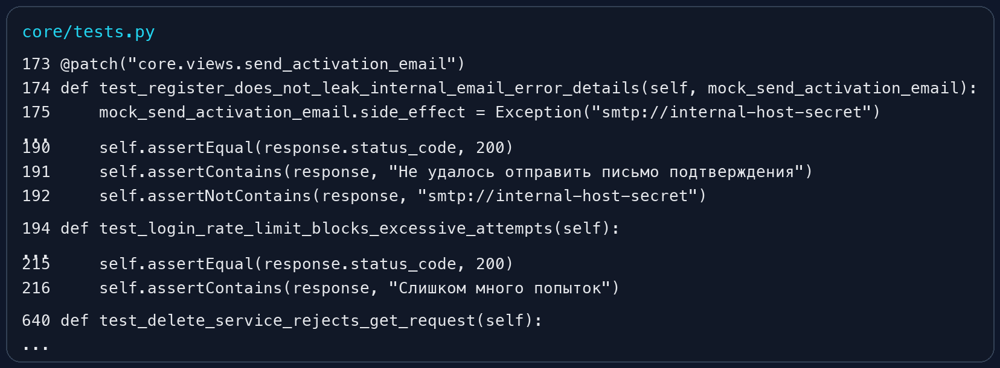 core/tests.py
173 @patch("core.views.send_activation_email")
174 def test_register_does_not_leak_internal_email_error_details(self, mock_send_activation_email):
175     mock_send_activation_email.side_effect = Exception("smtp://internal-host-secret")
...
190     self.assertEqual(response.status_code, 200)
191     self.assertContains(response, "Не удалось отправить письмо подтверждения")
192     self.assertNotContains(response, "smtp://internal-host-secret")
194 def test_login_rate_limit_blocks_excessive_attempts(self):
...
215     self.assertEqual(response.status_code, 200)
216     self.assertContains(response, "Слишком много попыток")
640 def test_delete_service_rejects_get_request(self):
...